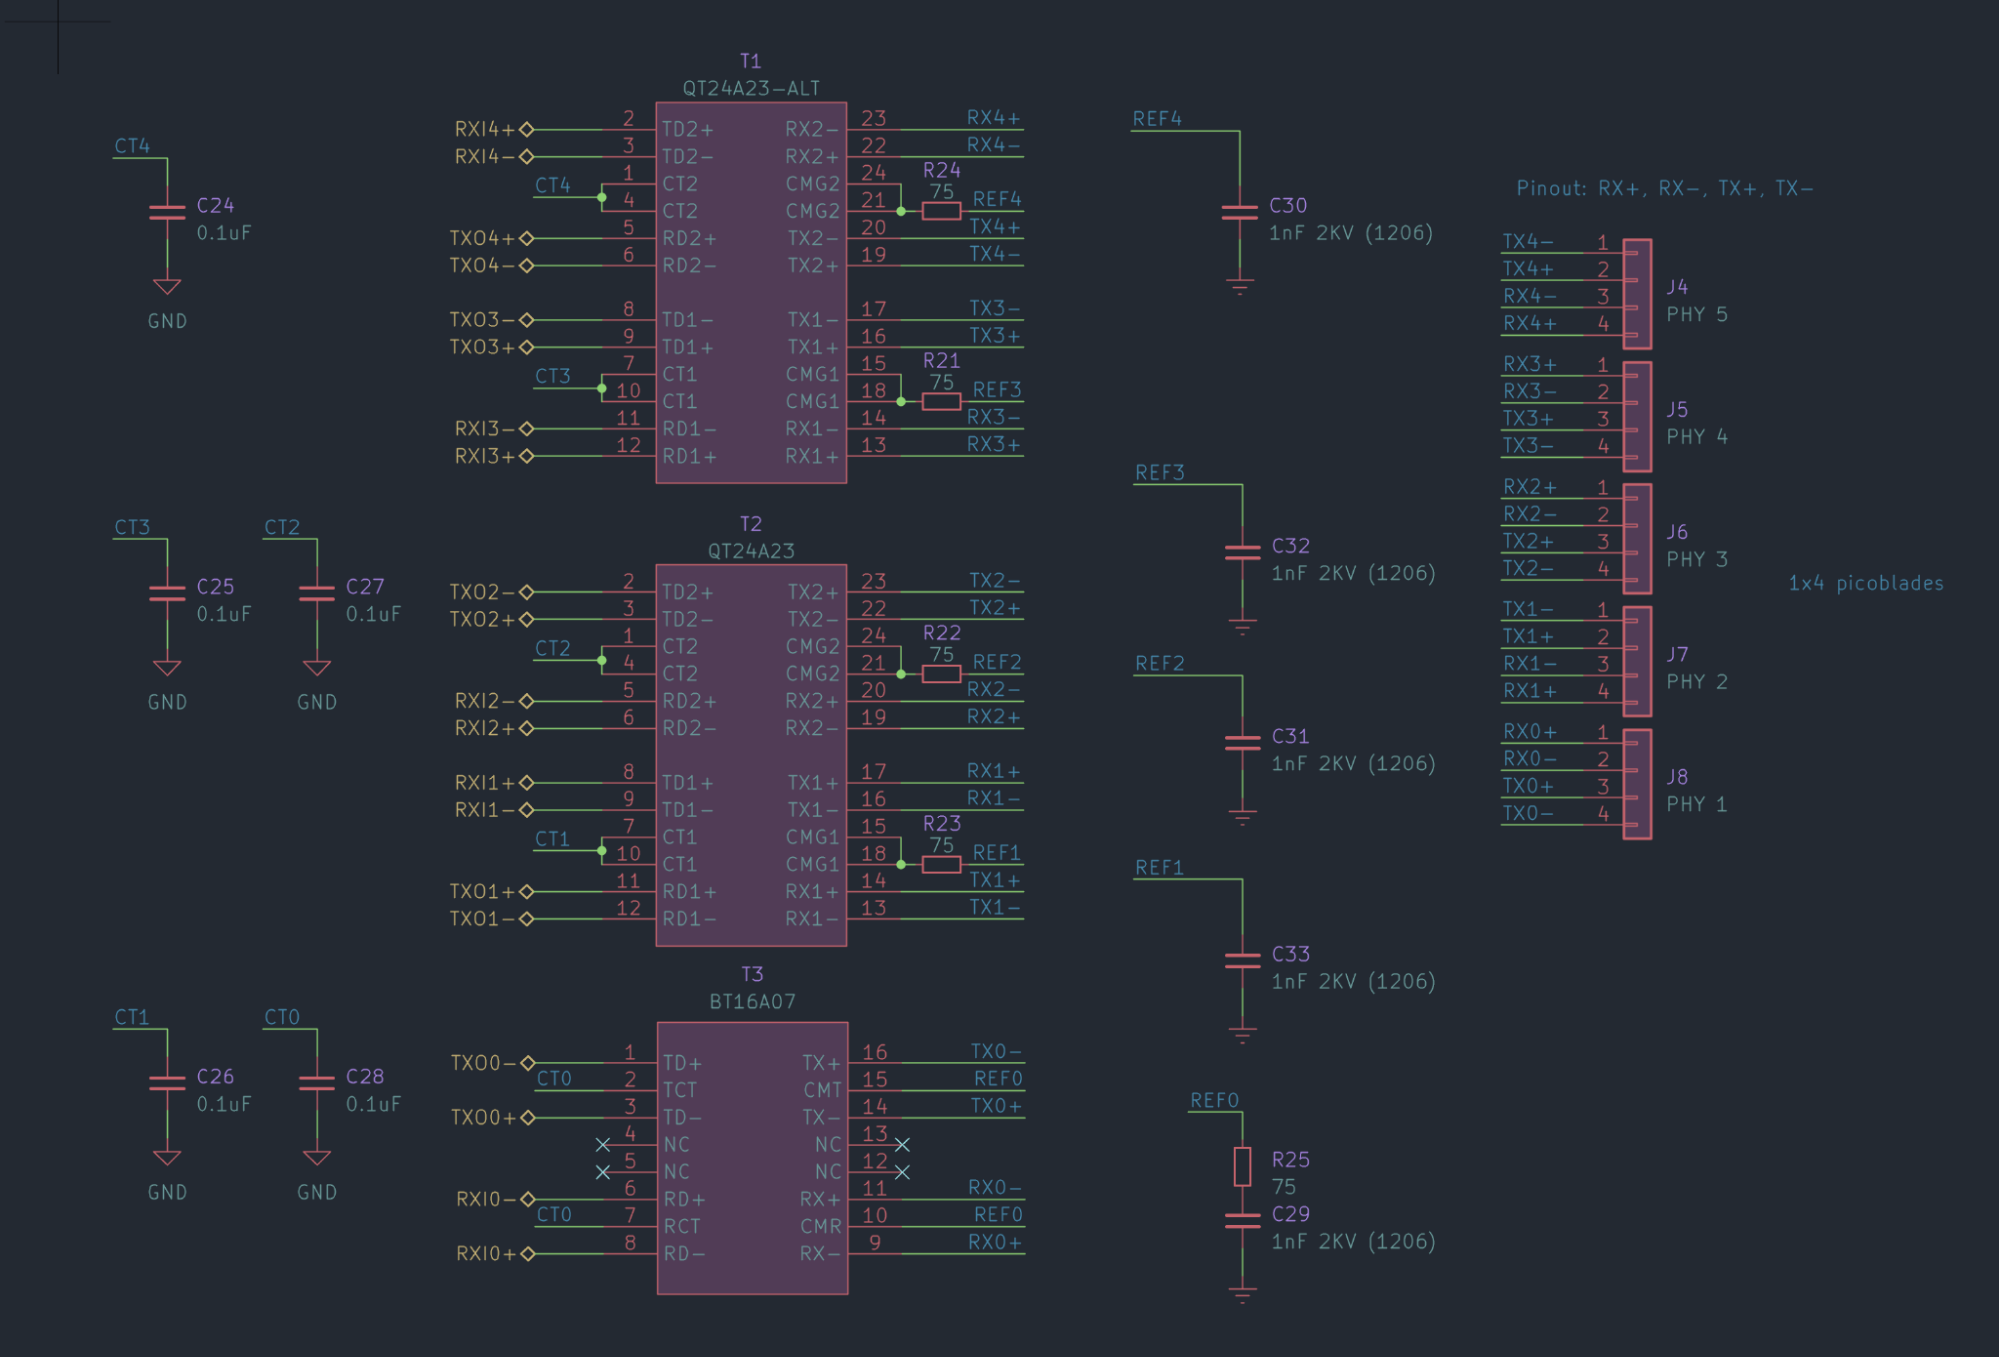 CT4
C24
0.1uF
GND
CT3
C25
0.1uF
GND
CT2
C27
0.1uF
GND
CT1
C26
0.1uF
GND
CT0
C28
0.1uF
GND
T1
QT24A23-ALT
RXI4+ 2 TD2+ RX2- 23 RX4+
RXI4- 3 TD2- RX2+ 22 RX4-
CT4 1 CT2 CMG2 24 R24 75
4 CT2 CMG2 21 REF4
TXO4+ 5 RD2+ TX2- 20 TX4+
TXO4- 6 RD2- TX2+ 19 TX4-
TXO3- 8 TD1- TX1- 17 TX3-
TXO3+ 9 TD1+ TX1+ 16 TX3+
CT3 7 CT1 CMG1 15 R21 75
10 CT1 CMG1 18 REF3
RXI3- 11 RD1- RX1- 14 RX3-
RXI3+ 12 RD1+ RX1+ 13 RX3+
T2
QT24A23
TXO2- 2 TD2+ TX2+ 23 TX2-
TXO2+ 3 TD2- TX2- 22 TX2+
CT2 1 CT2 CMG2 24 R22 75
4 CT2 CMG2 21 REF2
RXI2- 5 RD2+ RX2+ 20 RX2-
RXI2+ 6 RD2- RX2- 19 RX2+
RXI1+ 8 TD1+ TX1+ 17 RX1+
RXI1- 9 TD1- TX1- 16 RX1-
CT1 7 CT1 CMG1 15 R23 75
10 CT1 CMG1 18 REF1
TXO1+ 11 RD1+ RX1+ 14 TX1+
TXO1- 12 RD1- RX1- 13 TX1-
T3
BT16A07
TXO0- 1 TD+ TX+ 16 TX0-
CT0 2 TCT CMT 15 REF0
TXO0+ 3 TD- TX- 14 TX0+
4 NC NC 13
5 NC NC 12
RXI0- 6 RD+ RX+ 11 RX0-
CT0 7 RCT CMR 10 REF0
RXI0+ 8 RD- RX- 9 RX0+
REF4
C30
1nF 2KV (1206)
REF3
C32
1nF 2KV (1206)
REF2
C31
1nF 2KV (1206)
REF1
C33
1nF 2KV (1206)
REF0
R25
75
C29
1nF 2KV (1206)
Pinout: RX+, RX-, TX+, TX-
TX4- 1
TX4+ 2
RX4- 3
RX4+ 4
J4
PHY 5
RX3+ 1
RX3- 2
TX3+ 3
TX3- 4
J5
PHY 4
RX2+ 1
RX2- 2
TX2+ 3
TX2- 4
J6
PHY 3
TX1- 1
TX1+ 2
RX1- 3
RX1+ 4
J7
PHY 2
RX0+ 1
RX0- 2
TX0+ 3
TX0- 4
J8
PHY 1
1x4 picoblades